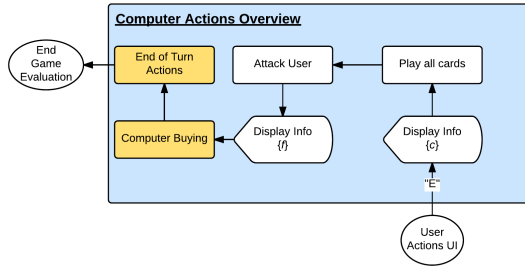 Computer Actions Overview
End
Game
Evaluation
End of Turn
Actions
Attack User
Play all cards
Computer Buying
Display Info
{f}
Display Info
{c}
"E"
User
Actions UI